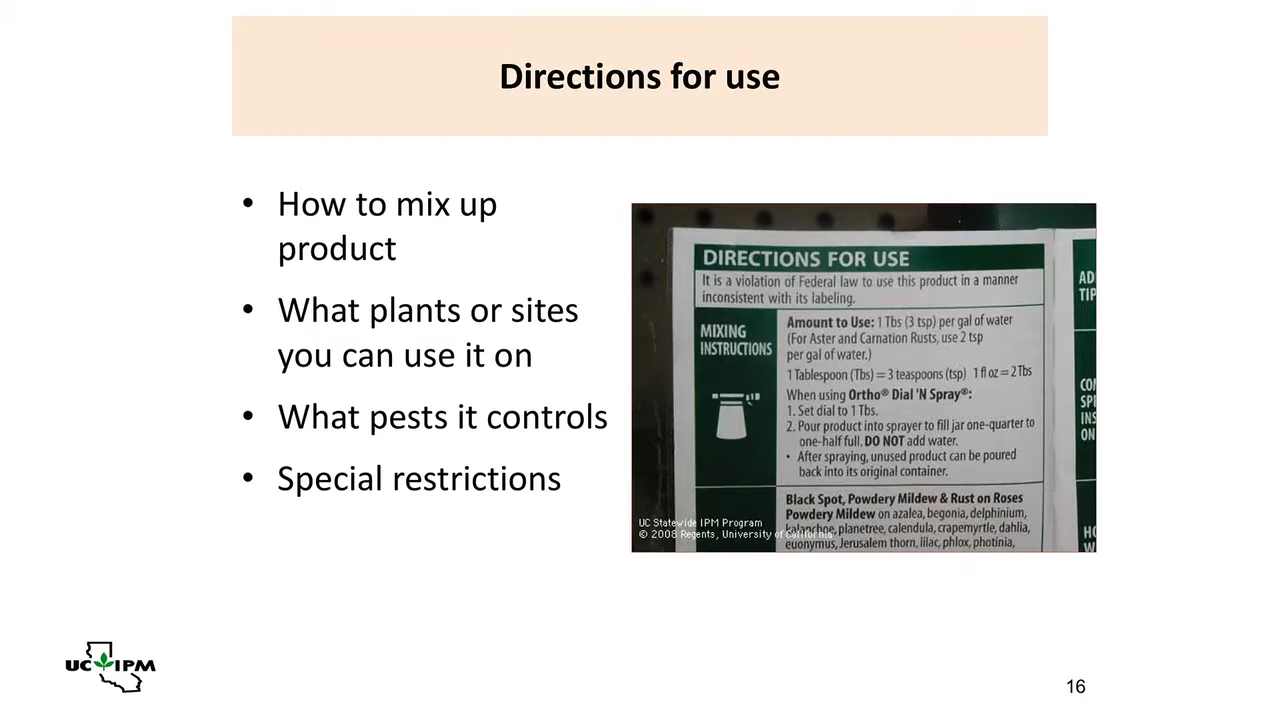 Directions for use
• How to mix up
product
• What plants or sites
you can use it on
• What pests it controls
• Special restrictions
DIRECTIONS FOR USE
It is a violation of Federal law to use this product in a manner
inconsistent with its labeling.
MIXING
INSTRUCTIONS
Amount to Use: 1 Tbs (3 tsp) per gal of water
(For Aster and Carnation Rusts, use 2 tsp
per gal of water.)
1 Tablespoon (Tbs) = 3 teaspoons (tsp) 1 fl oz = 2 Tbs
When using Ortho® Dial 'N Spray®:
1. Set dial to 1 Tbs.
2. Pour product into sprayer to fill jar one-quarter to
one-half full. DO NOT add water.
• After spraying, unused product can be poured
back into its original container.
Black Spot, Powdery Mildew & Rust on Roses
Powdery Mildew on azalea, begonia, delphinium,
kalanchoe, planetree, calendula, crapemyrtle, dahlia,
euonymus, Jerusalem thorn, lilac, phlox, photinia,
AD
TIP
CO
SP
INS
ON
HO
W
UC Statewide IPM Program
© 2008 Regents, University of California
UC IPM
16